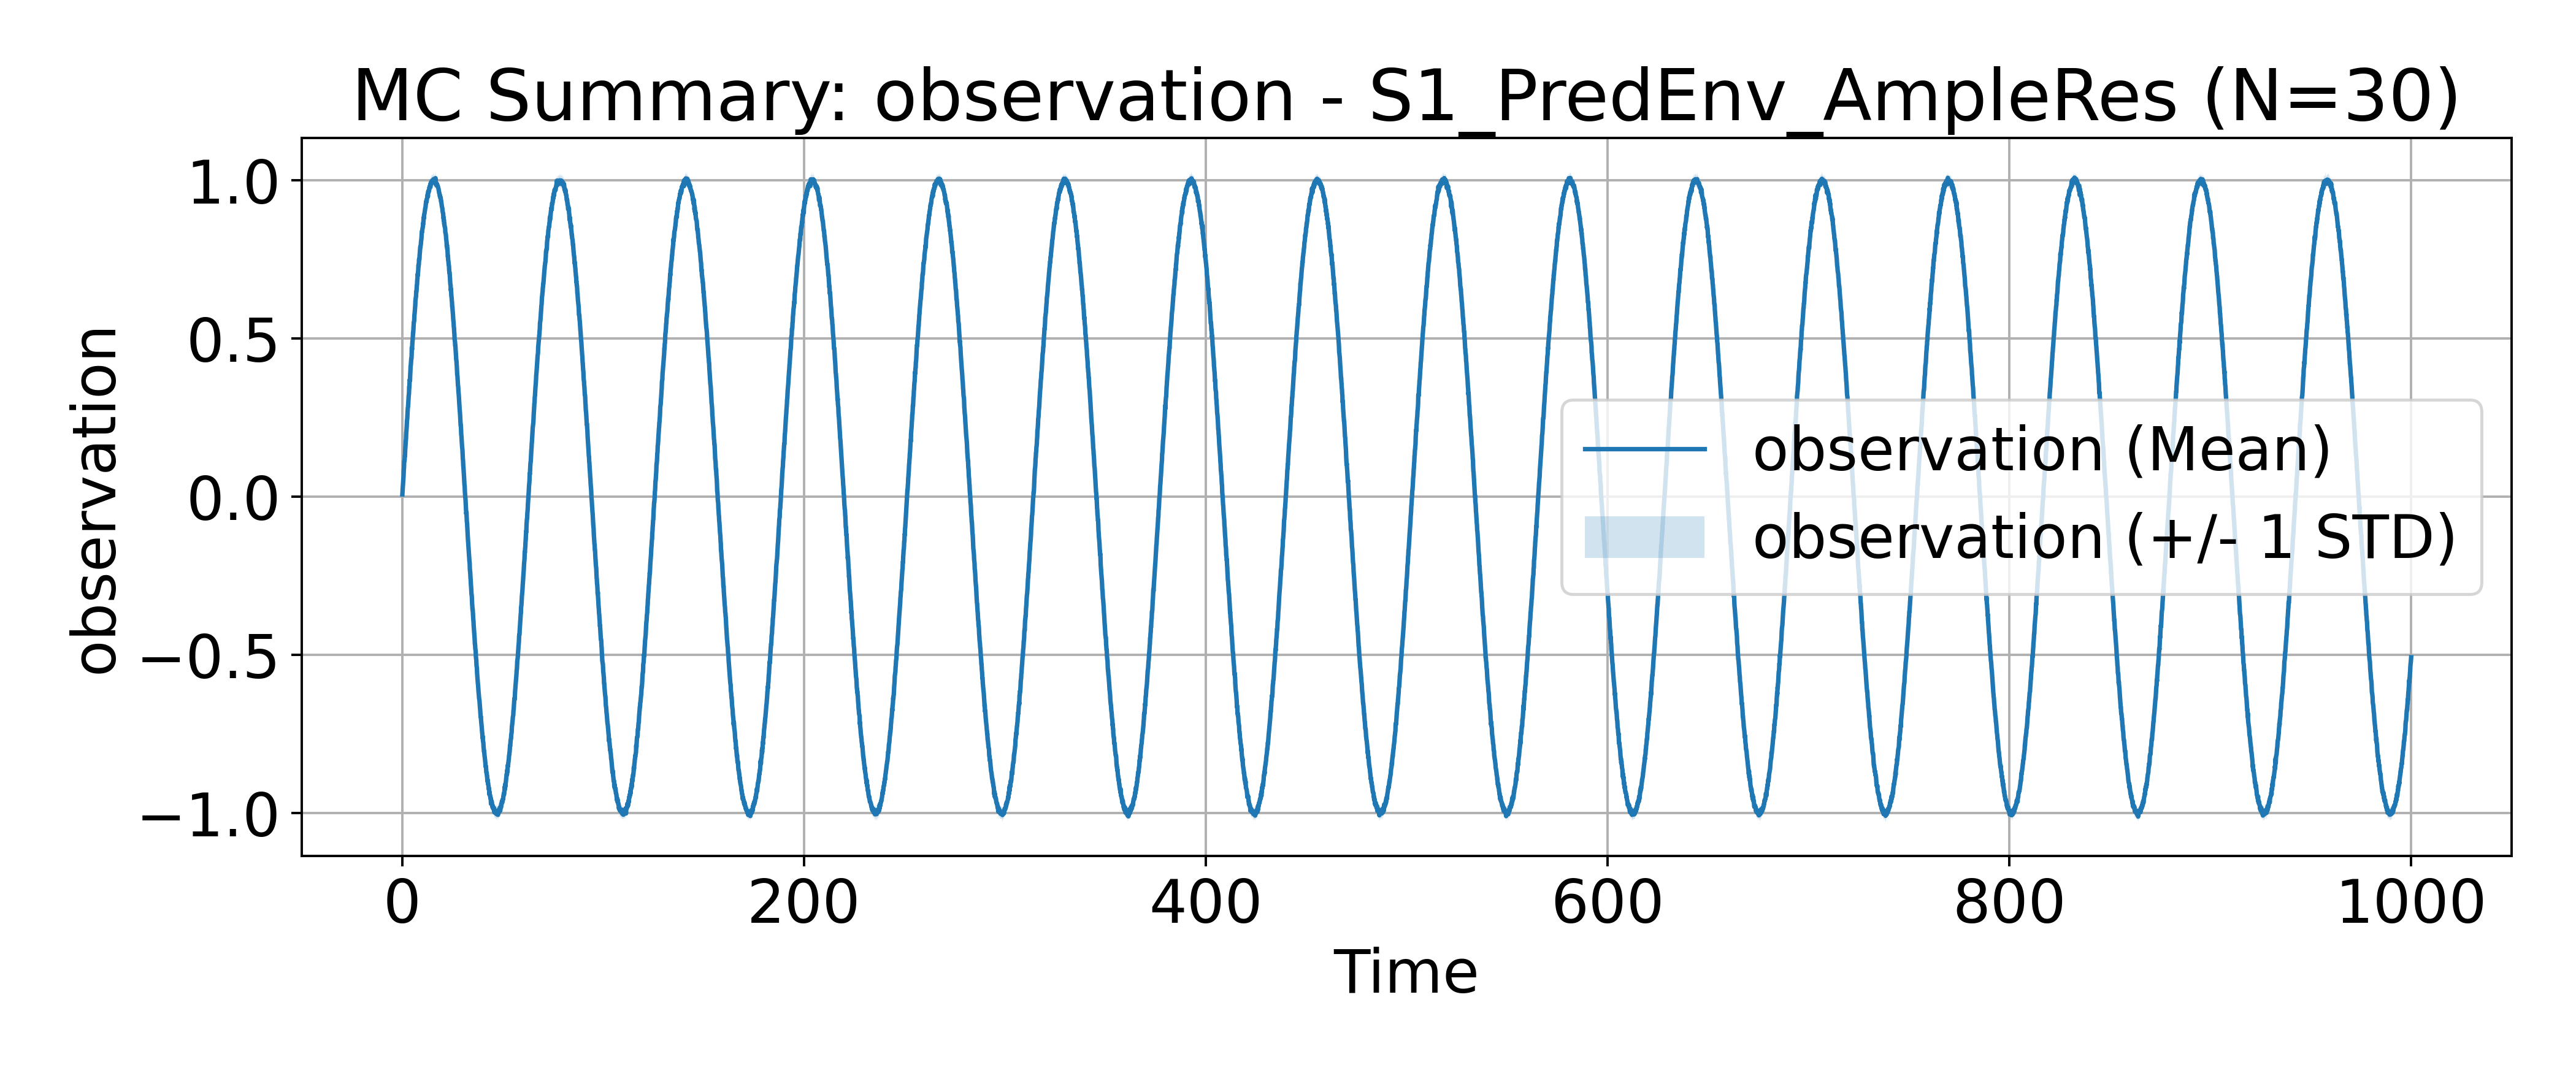 MC Summary: observation - S1_PredEnv_AmpleRes (N=30)
1.0
0.5
0.0
−0.5
−1.0
observation
observation (Mean)
observation (+/- 1 STD)
0 200 400 600 800 1000
Time